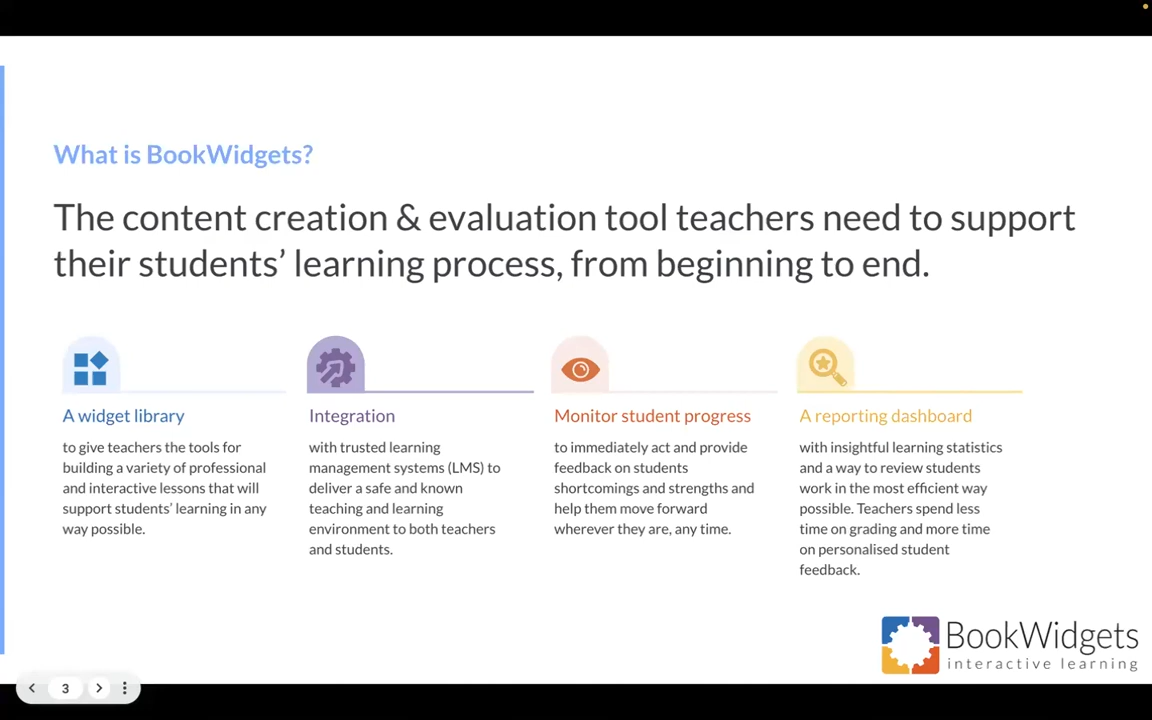 What is BookWidgets?
The content creation & evaluation tool teachers need to support
their students’ learning process, from beginning to end.
A widget library
to give teachers the tools for
building a variety of professional
and interactive lessons that will
support students’ learning in any
way possible.
Integration
with trusted learning
management systems (LMS) to
deliver a safe and known
teaching and learning
environment to both teachers
and students.
Monitor student progress
to immediately act and provide
feedback on students
shortcomings and strengths and
help them move forward
wherever they are, any time.
A reporting dashboard
with insightful learning statistics
and a way to review students
work in the most efficient way
possible. Teachers spend less
time on grading and more time
on personalised student
feedback.
BookWidgets
interactive learning
3